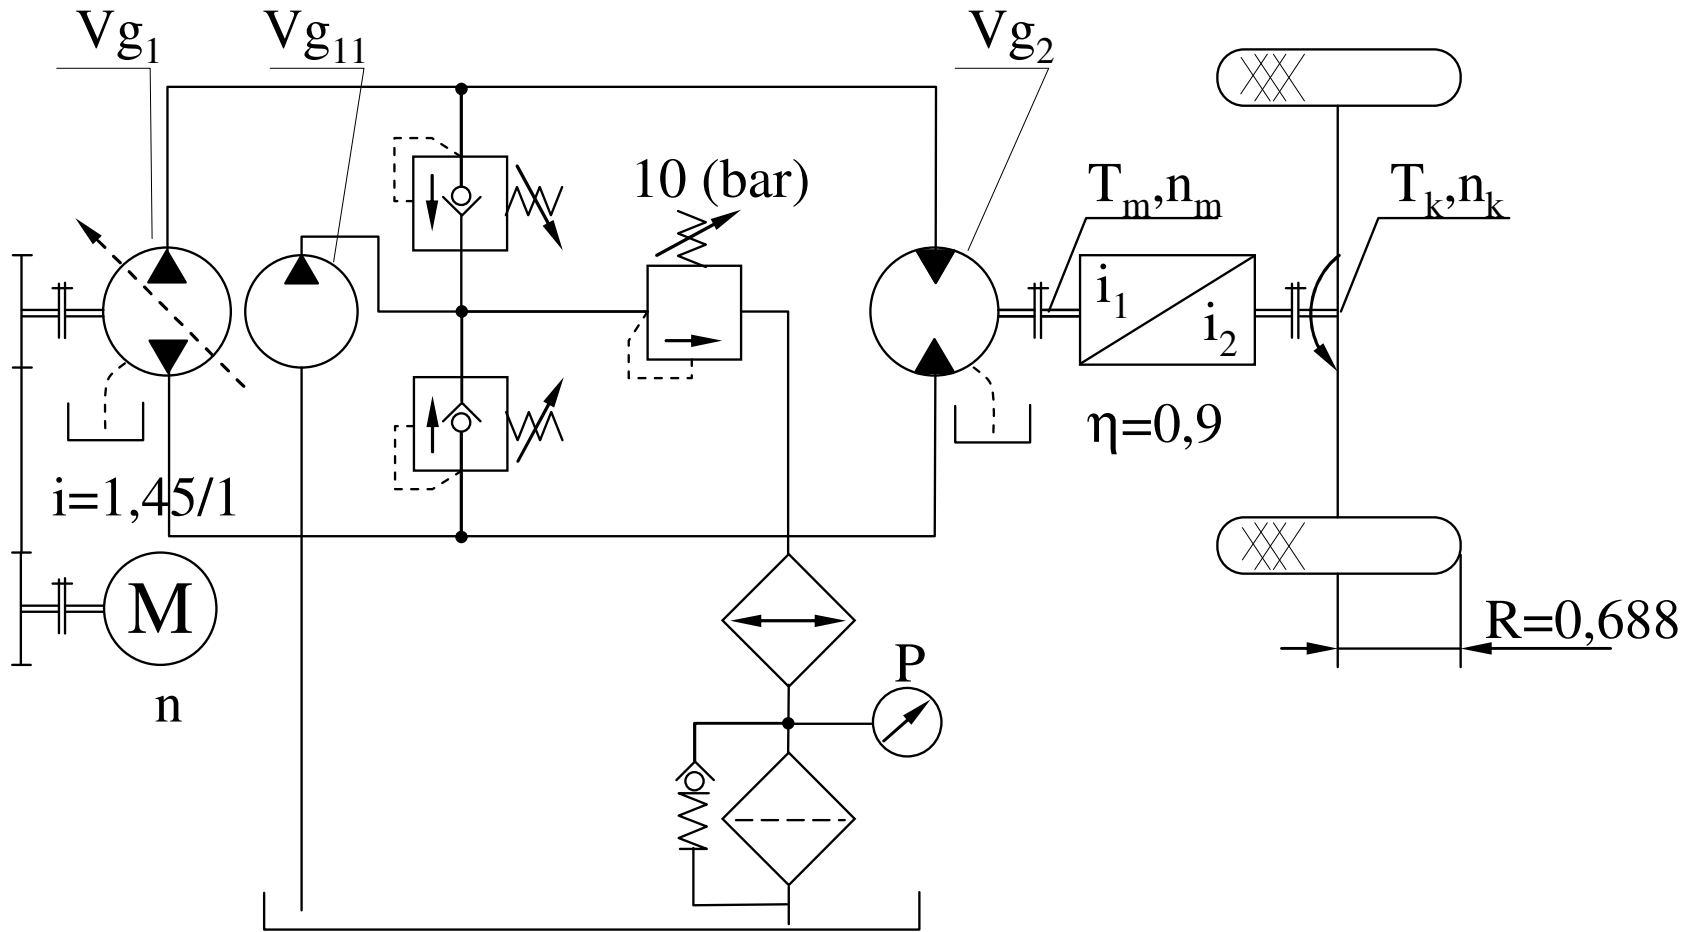 Vg1
Vg11
Vg2
10 (bar)
Tm,nm
Tk,nk
i1
i2
η=0,9
i=1,45/1
M
n
R=0,688
P